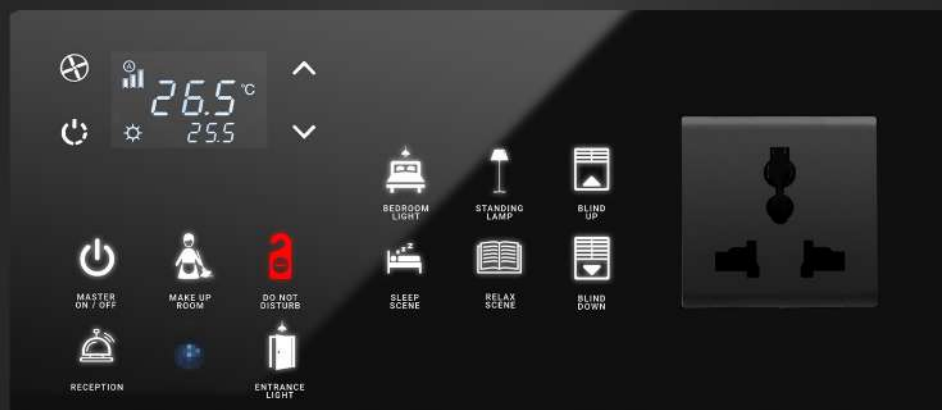 A
26.5°C
25.5
BEDROOM
LIGHT
STANDING
LAMP
BLIND
UP
MASTER
ON / OFF
MAKE UP
ROOM
DO NOT
DISTURB
SLEEP
SCENE
RELAX
SCENE
BLIND
DOWN
RECEPTION
ENTRANCE
LIGHT